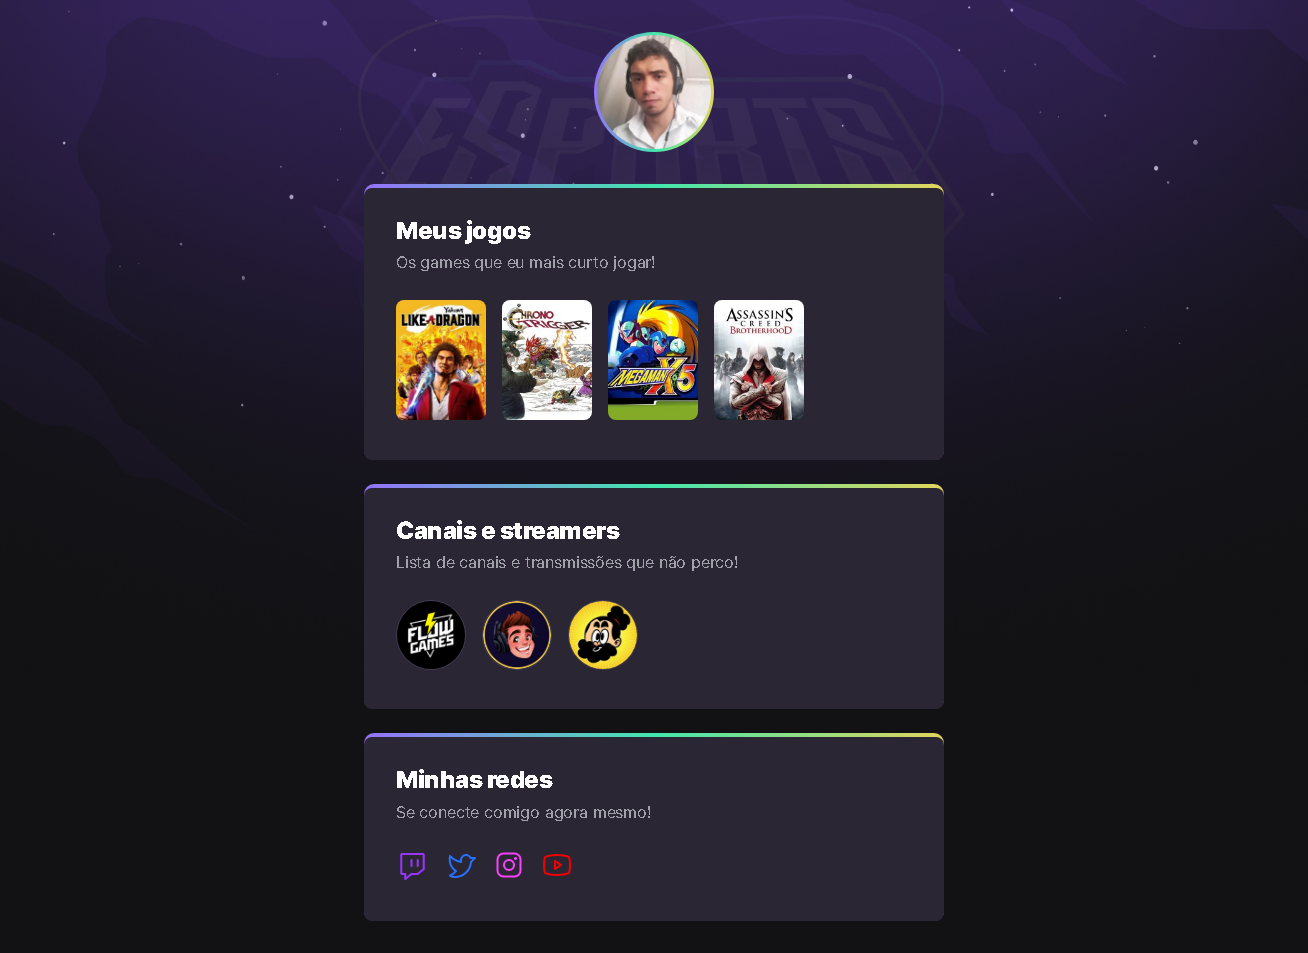 ESPORTS
Meus jogos
Os games que eu mais curto jogar!
Yakuza
LIKE A DRAGON
CHRONO
TRIGGER
MEGAMAN X5
ASSASSIN'S
CREED
BROTHERHOOD
Canais e streamers
Lista de canais e transmissões que não perco!
FLOW
GAMES
Minhas redes
Se conecte comigo agora mesmo!